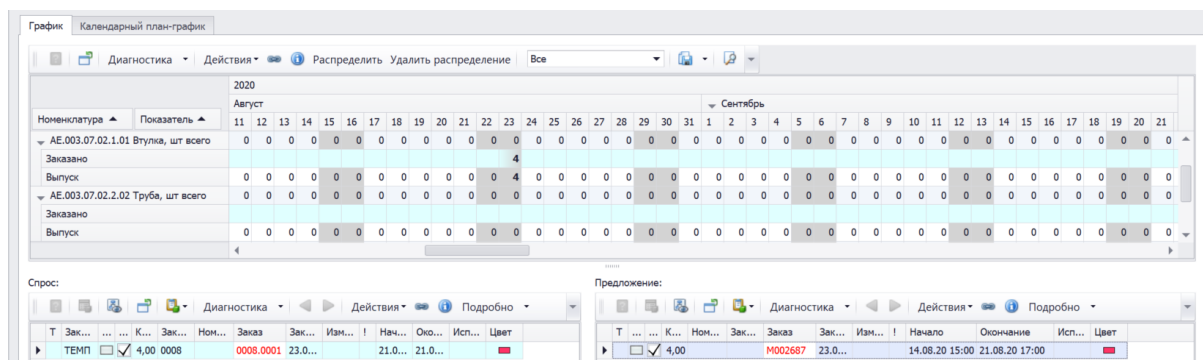 График Календарный план-график
Диагностика Действия Распределить Удалить распределение Все
2020
Август Сентябрь
Номенклатура Показатель 11 12 13 14 15 16 17 18 19 20 21 22 23 24 25 26 27 28 29 30 31 1 2 3 4 5 6 7 8 9 10 11 12 13 14 15 16 17 18 19 20 21
АЕ.003.07.02.1.01 Втулка, шт всего 0 0 0 0 0 0 0 0 0 0 0 0 0 0 0 0 0 0 0 0 0 0 0 0 0 0 0 0 0 0 0 0 0 0 0 0 0 0 0 0 0 0
Заказано 4
Выпуск 0 0 0 0 0 0 0 0 0 0 0 0 4 0 0 0 0 0 0 0 0 0 0 0 0 0 0 0 0 0 0 0 0 0 0 0 0 0 0 0 0 0
АЕ.003.07.02.2.02 Труба, шт всего 0 0 0 0 0 0 0 0 0 0 0 0 0 0 0 0 0 0 0 0 0 0 0 0 0 0 0 0 0 0 0 0 0 0 0 0 0 0 0 0 0 0
Заказано
Выпуск 0 0 0 0 0 0 0 0 0 0 0 0 0 0 0 0 0 0 0 0 0 0 0 0 0 0 0 0 0 0 0 0 0 0 0 0 0 0 0 0 0 0
Спрос: Предложение:
Диагностика Действия Подробно Диагностика Действия Подробно
Т Зак... ... ... К... Зак... Ном... Заказ Зак... Изм... ! Нач... Око... Исп... Цвет Т ... ... К... Ном... Зак... Заказ Зак... Изм... ! Начало Окончание Исп... Цвет
ТЕМП 4,00 0008 0008.0001 23.0... 21.0... 21.0... 4,00 М002687 23.0... 14.08.20 15:00 21.08.20 17:00